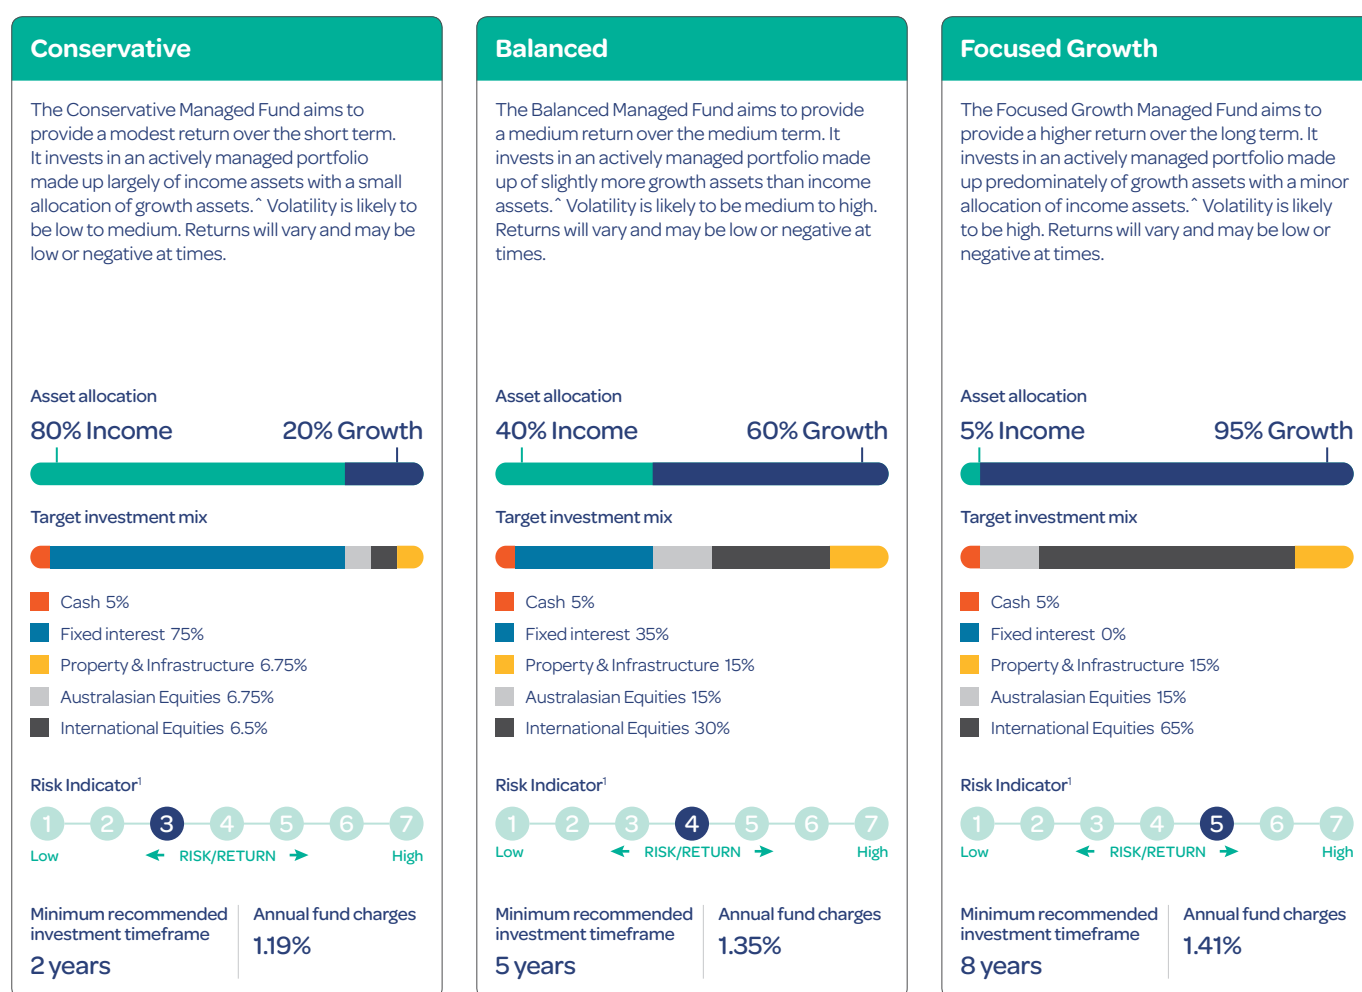 Conservative
The Conservative Managed Fund aims to
provide a modest return over the short term.
It invests in an actively managed portfolio
made up largely of income assets with a small
allocation of growth assets.^ Volatility is likely to
be low to medium. Returns will vary and may be
low or negative at times.
Asset allocation
80% Income 20% Growth
Target investment mix
Cash 5%
Fixed interest 75%
Property & Infrastructure 6.75%
Australasian Equities 6.75%
International Equities 6.5%
Risk Indicator¹
1 2 3 4 5 6 7
Low RISK/RETURN High
Minimum recommended
investment timeframe
2 years
Annual fund charges
1.19%
Balanced
The Balanced Managed Fund aims to provide
a medium return over the medium term. It
invests in an actively managed portfolio made
up of slightly more growth assets than income
assets.^ Volatility is likely to be medium to high.
Returns will vary and may be low or negative at
times.
Asset allocation
40% Income 60% Growth
Target investment mix
Cash 5%
Fixed interest 35%
Property & Infrastructure 15%
Australasian Equities 15%
International Equities 30%
Risk Indicator¹
1 2 3 4 5 6 7
Low RISK/RETURN High
Minimum recommended
investment timeframe
5 years
Annual fund charges
1.35%
Focused Growth
The Focused Growth Managed Fund aims to
provide a higher return over the long term. It
invests in an actively managed portfolio made
up predominately of growth assets with a minor
allocation of income assets.^ Volatility is likely
to be high. Returns will vary and may be low or
negative at times.
Asset allocation
5% Income 95% Growth
Target investment mix
Cash 5%
Fixed interest 0%
Property & Infrastructure 15%
Australasian Equities 15%
International Equities 65%
Risk Indicator¹
1 2 3 4 5 6 7
Low RISK/RETURN High
Minimum recommended
investment timeframe
8 years
Annual fund charges
1.41%